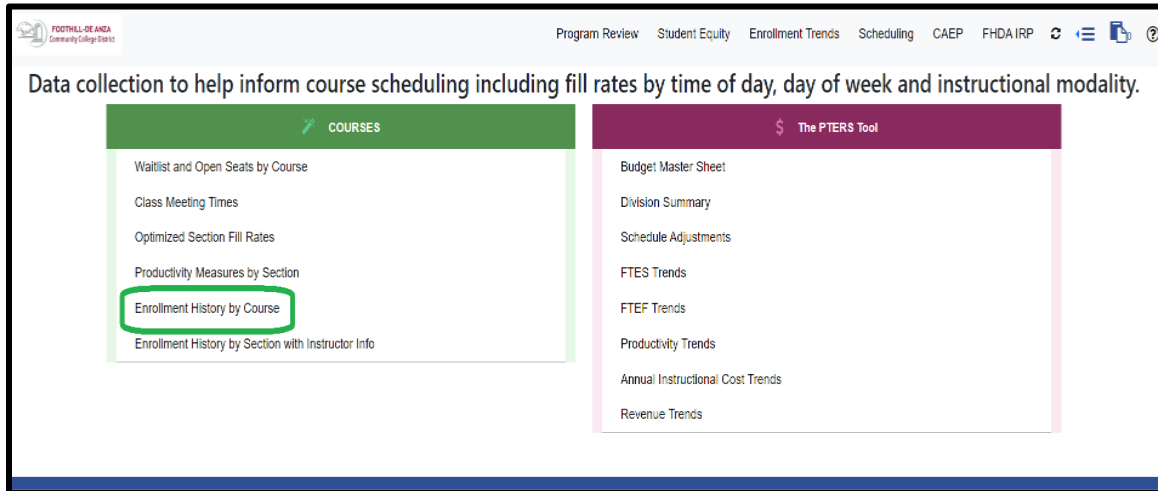 FOOTHILL-DE ANZA
Community College District
Program Review Student Equity Enrollment Trends Scheduling CAEP FHDA IRP
Data collection to help inform course scheduling including fill rates by time of day, day of week and instructional modality.
COURSES
Waitlist and Open Seats by Course
Class Meeting Times
Optimized Section Fill Rates
Productivity Measures by Section
Enrollment History by Course
Enrollment History by Section with Instructor Info
$ The PTERS Tool
Budget Master Sheet
Division Summary
Schedule Adjustments
FTES Trends
FTEF Trends
Productivity Trends
Annual Instructional Cost Trends
Revenue Trends